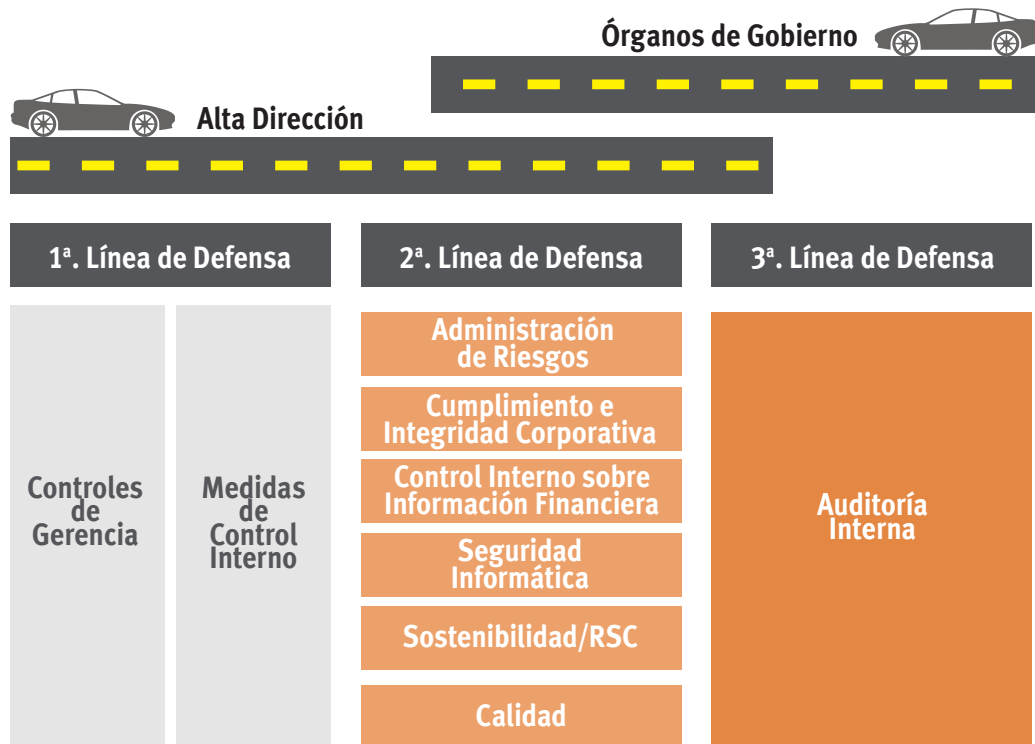 Órganos de Gobierno
Alta Dirección
1ª. Línea de Defensa
2ª. Línea de Defensa
3ª. Línea de Defensa
Controles
de
Gerencia
Medidas
de
Control
Interno
Administración
de Riesgos
Cumplimiento e
Integridad Corporativa
Control Interno sobre
Información Financiera
Seguridad
Informática
Sostenibilidad/RSC
Calidad
Auditoría
Interna